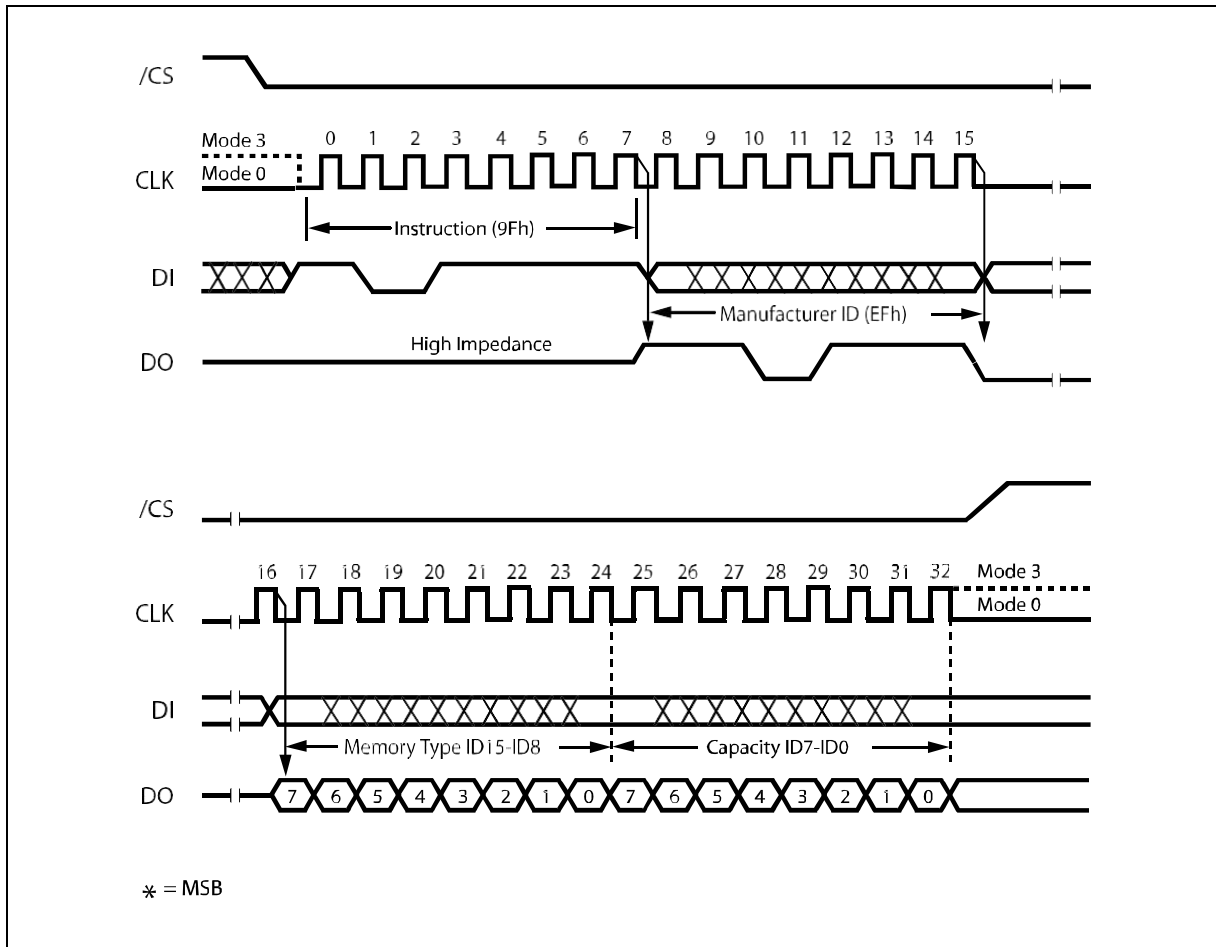 /CS
Mode 3 0 1 2 3 4 5 6 7 8 9 10 11 12 13 14 15
Mode 0
CLK
Instruction (9Fh)
DI
Manufacturer ID (EFh)
High Impedance
DO
/CS
16 17 18 19 20 21 22 23 24 25 26 27 28 29 30 31 32 Mode 3
Mode 0
CLK
DI
Memory Type ID15-ID8 Capacity ID7-ID0
DO 7 6 5 4 3 2 1 0 7 6 5 4 3 2 1 0
* = MSB